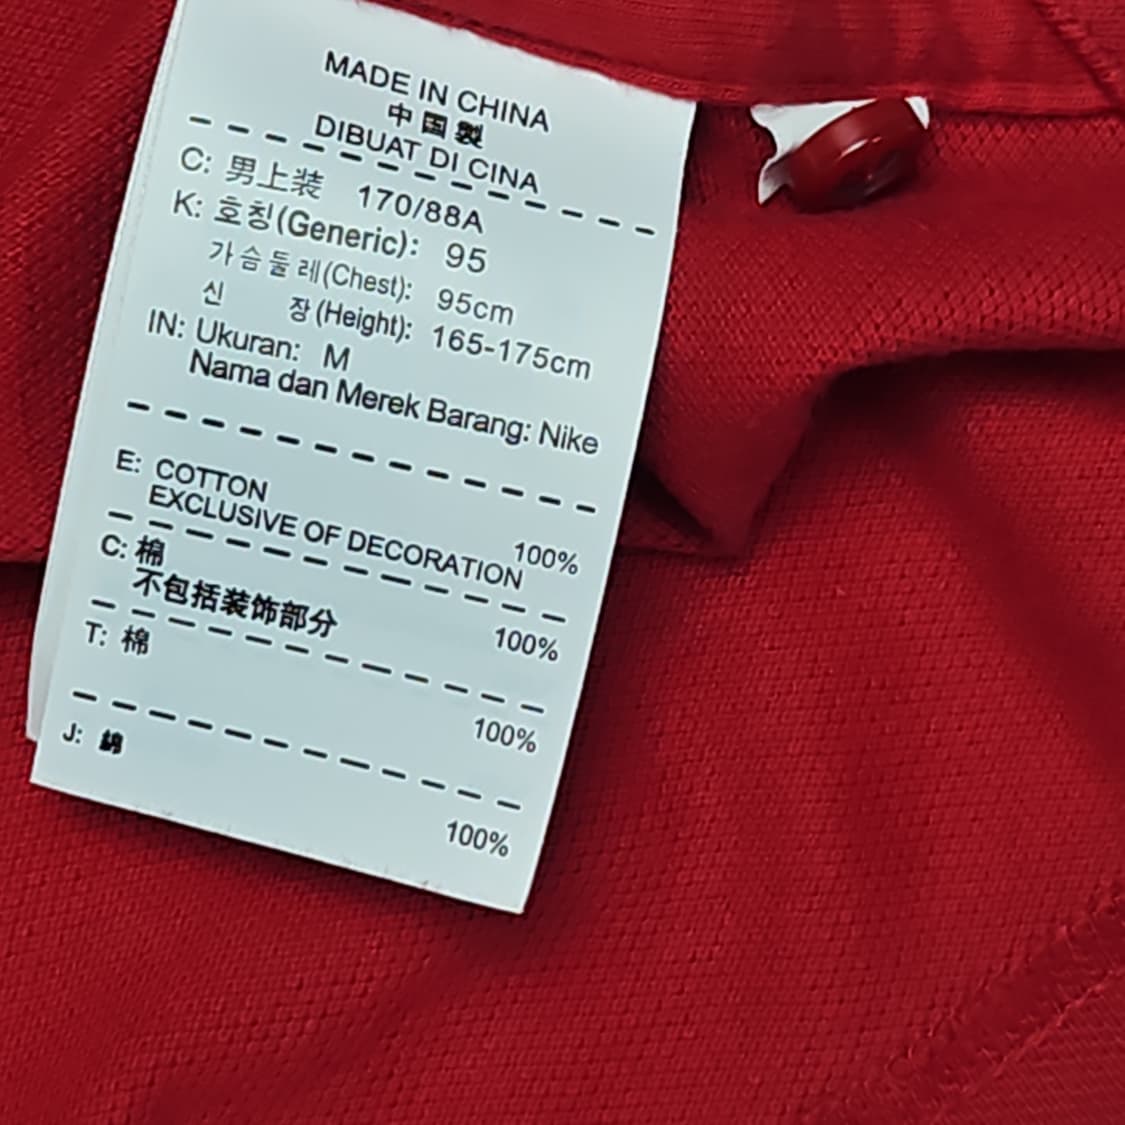 MADE IN CHINA
中国製
DIBUAT DI CINA
C: 男上装 170/88A
K: 호칭(Generic): 95
가슴둘레(Chest): 95cm
신 장(Height): 165-175cm
IN: Ukuran: M
Nama dan Merek Barang: Nike
E: COTTON 100%
EXCLUSIVE OF DECORATION
C: 棉 100%
不包括装饰部分
T: 棉 100%
J: 綿 100%